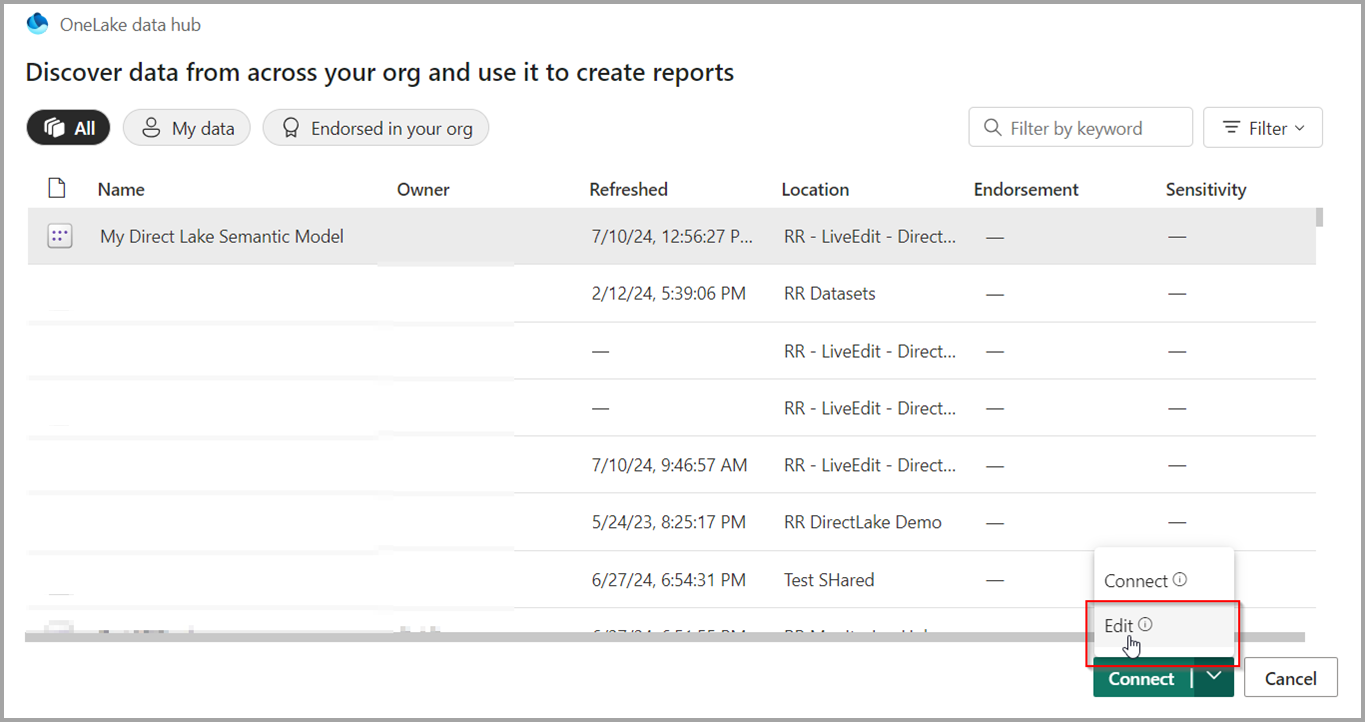 OneLake data hub
Discover data from across your org and use it to create reports
All My data Endorsed in your org Filter by keyword Filter
Name Owner Refreshed Location Endorsement Sensitivity
My Direct Lake Semantic Model 7/10/24, 12:56:27 P... RR - LiveEdit - Direct... — —
2/12/24, 5:39:06 PM RR Datasets — —
— RR - LiveEdit - Direct... — —
— RR - LiveEdit - Direct... — —
7/10/24, 9:46:57 AM RR - LiveEdit - Direct... — —
5/24/23, 8:25:17 PM RR DirectLake Demo — —
6/27/24, 6:54:31 PM Test SHared —
Connect
Edit
Connect Cancel